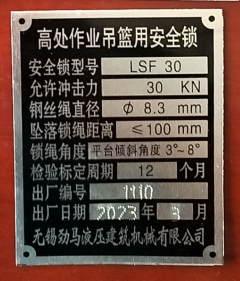 高处作业吊篮用安全锁
安全锁型号 LSF 30
允许冲击力 30 KN
钢丝绳直径 Φ 8.3 mm
坠落锁绳距离 ≤100 mm
锁绳角度 平台倾斜角度 3°~8°
检验标定周期 12 个月
出厂编号 1110
出厂日期 2023 年 3 月
无锡劲马液压建筑机械有限公司